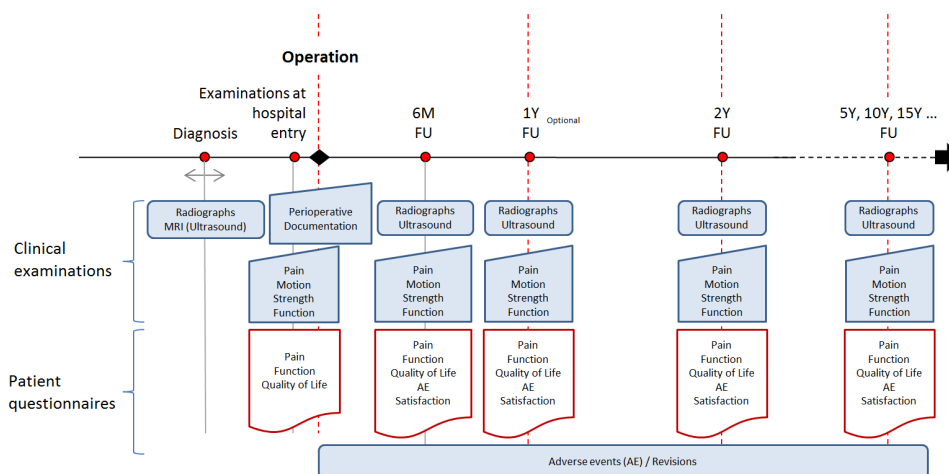 Operation
Examinations at
hospital
entry
Diagnosis
6M
FU
1Y Optional
FU
2Y
FU
5Y, 10Y, 15Y ...
FU
Clinical
examinations
Radiographs
MRI (Ultrasound)
Perioperative
Documentation
Radiographs
Ultrasound
Radiographs
Ultrasound
Radiographs
Ultrasound
Radiographs
Ultrasound
Pain
Motion
Strength
Function
Pain
Motion
Strength
Function
Pain
Motion
Strength
Function
Pain
Motion
Strength
Function
Pain
Motion
Strength
Function
Patient
questionnaires
Pain
Function
Quality of Life
Pain
Function
Quality of Life
AE
Satisfaction
Pain
Function
Quality of Life
AE
Satisfaction
Pain
Function
Quality of Life
AE
Satisfaction
Pain
Function
Quality of Life
AE
Satisfaction
Adverse events (AE) / Revisions